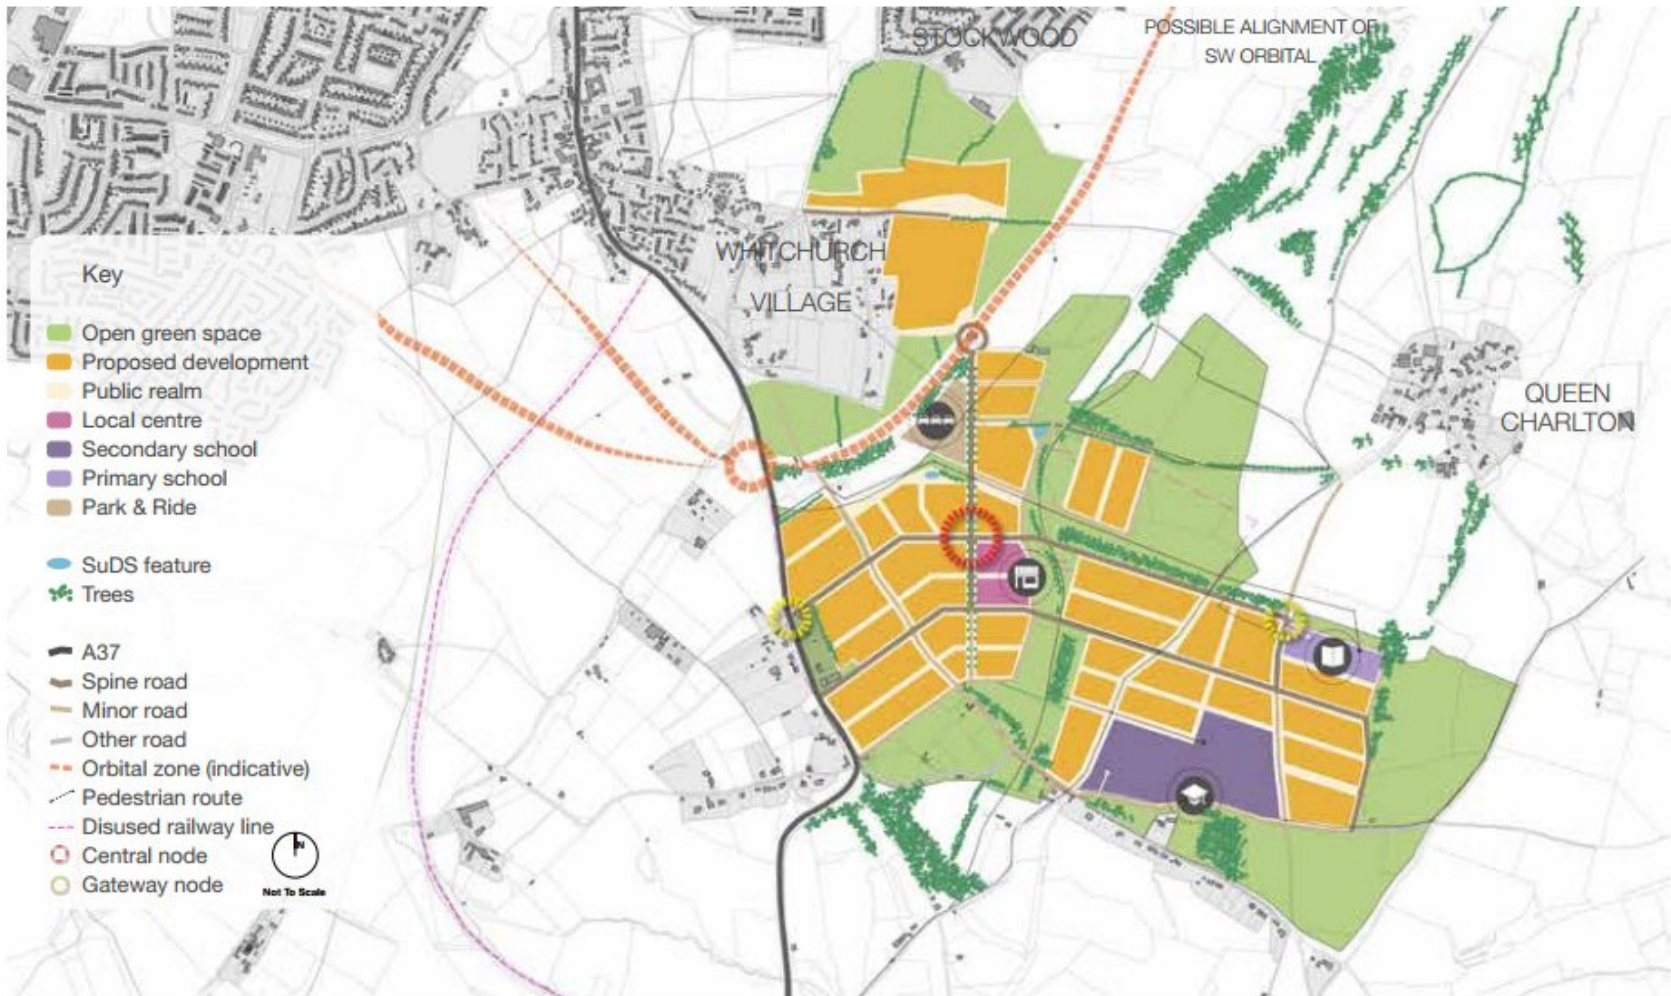 STOCKWOOD
POSSIBLE ALIGNMENT OF
SW ORBITAL
WHITCHURCH
VILLAGE
QUEEN
CHARLTON
Key
Open green space
Proposed development
Public realm
Local centre
Secondary school
Primary school
Park & Ride
SuDS feature
Trees
A37
Spine road
Minor road
Other road
Orbital zone (indicative)
Pedestrian route
Disused railway line
Central node
Gateway node
N
Not To Scale